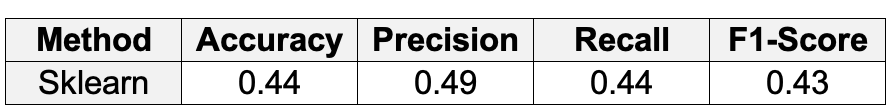 Method Accuracy Precision Recall F1-Score
Sklearn 0.44 0.49 0.44 0.43